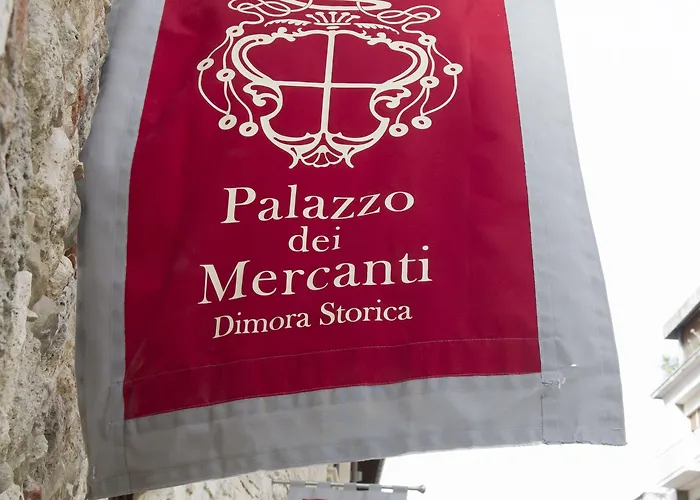 Palazzo
dei
Mercanti
Dimora Storica